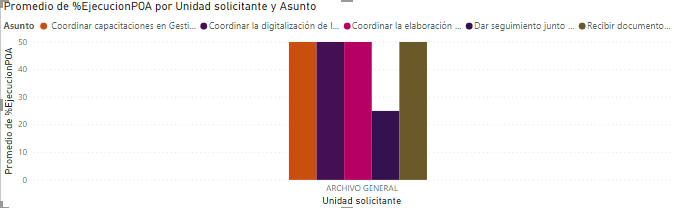 Promedio de %EjecucionPOA por Unidad solicitante y Asunto
Asunto Coordinar capacitaciones en Gesti... Coordinar la digitalización de l... Coordinar la elaboración ... Dar seguimiento junto ... Recibir documento...
Promedio de %EjecucionPOA
50
40
30
20
10
0
ARCHIVO GENERAL
Unidad solicitante